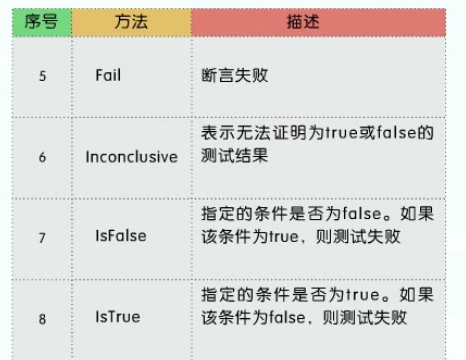 序号 方法 描述
5 Fail 断言失败
6 Inconclusive 表示无法证明为true或false的
测试结果
7 IsFalse 指定的条件是否为false。如果
该条件为true，则测试失败
8 IsTrue 指定的条件是否为true。如果
该条件为false，则测试失败